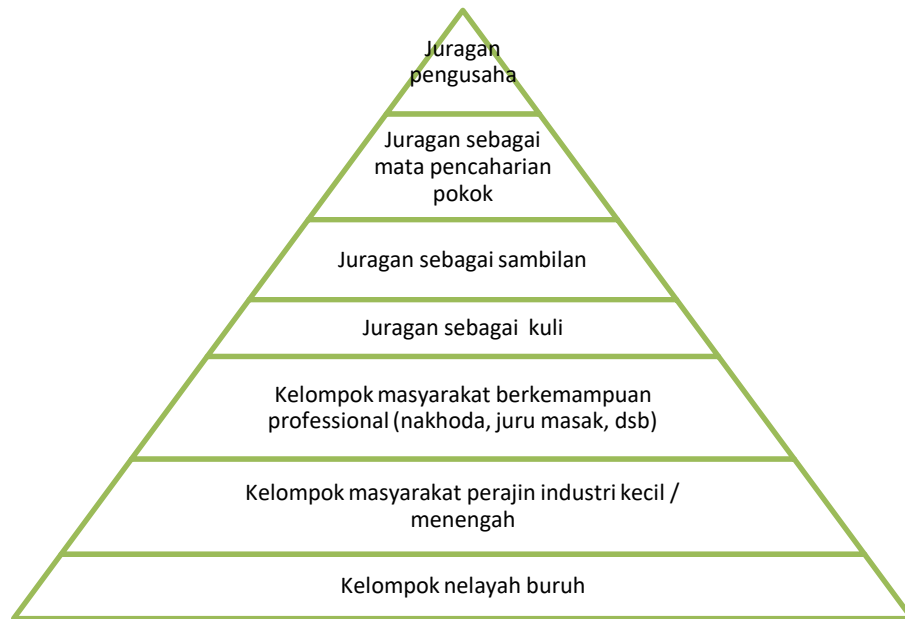 Juragan
pengusaha
Juragan sebagai
mata pencaharian
pokok
Juragan sebagai sambilan
Juragan sebagai kuli
Kelompok masyarakat berkemampuan
professional (nakhoda, juru masak, dsb)
Kelompok masyarakat perajin industri kecil /
menengah
Kelompok nelayah buruh